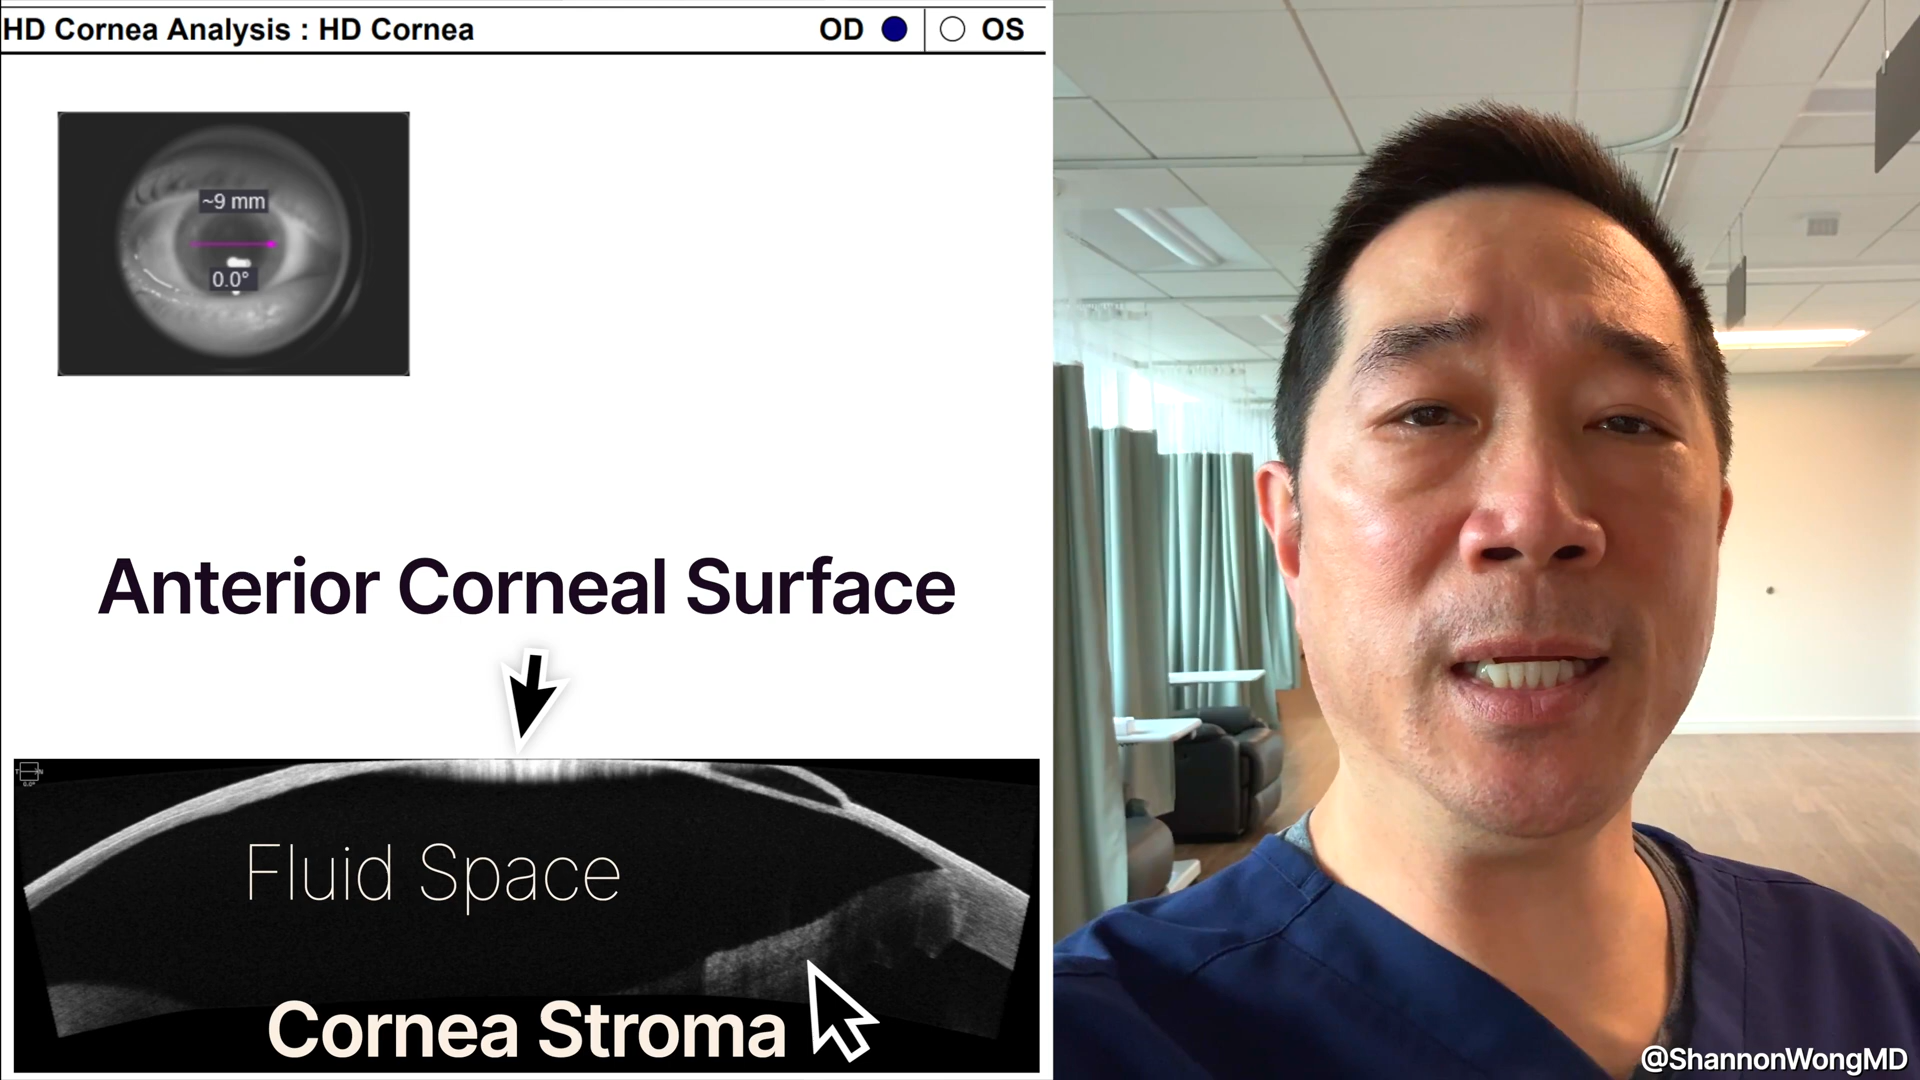 HD Cornea Analysis : HD Cornea
OD
OS
~9 mm
0.0°
Anterior Corneal Surface
Fluid Space
Cornea Stroma
@ShannonWongMD